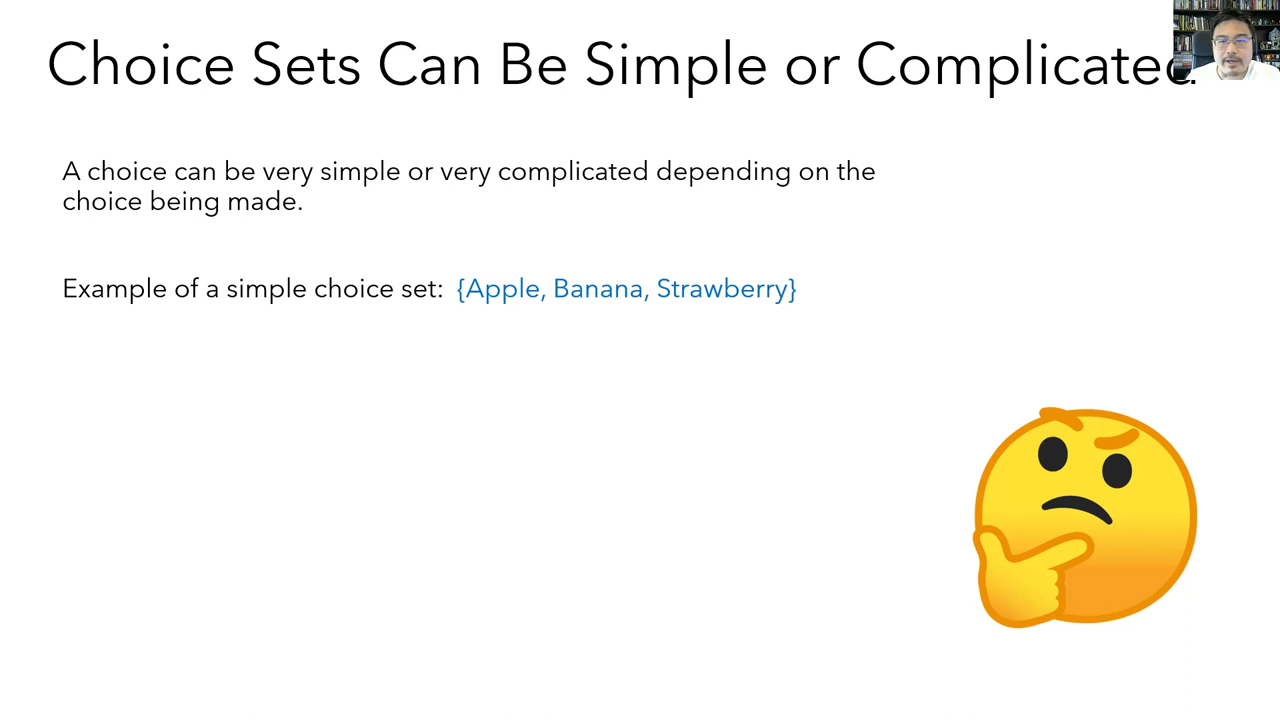 Choice Sets Can Be Simple or Complicated
A choice can be very simple or very complicated depending on the
choice being made.
Example of a simple choice set: {Apple, Banana, Strawberry}